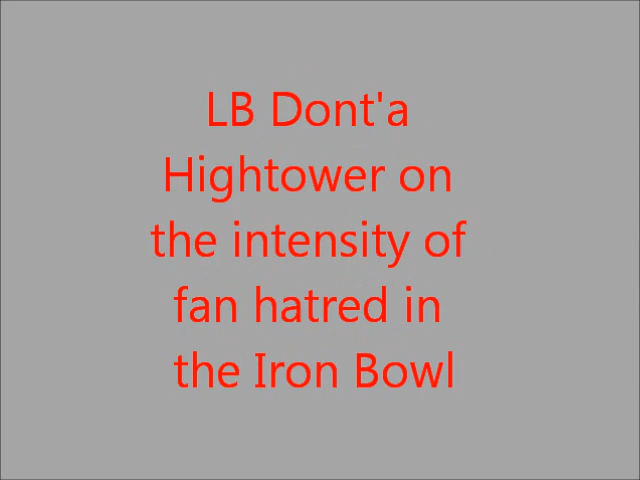 LB Dont'a
Hightower on
the intensity of
fan hatred in
the Iron Bowl